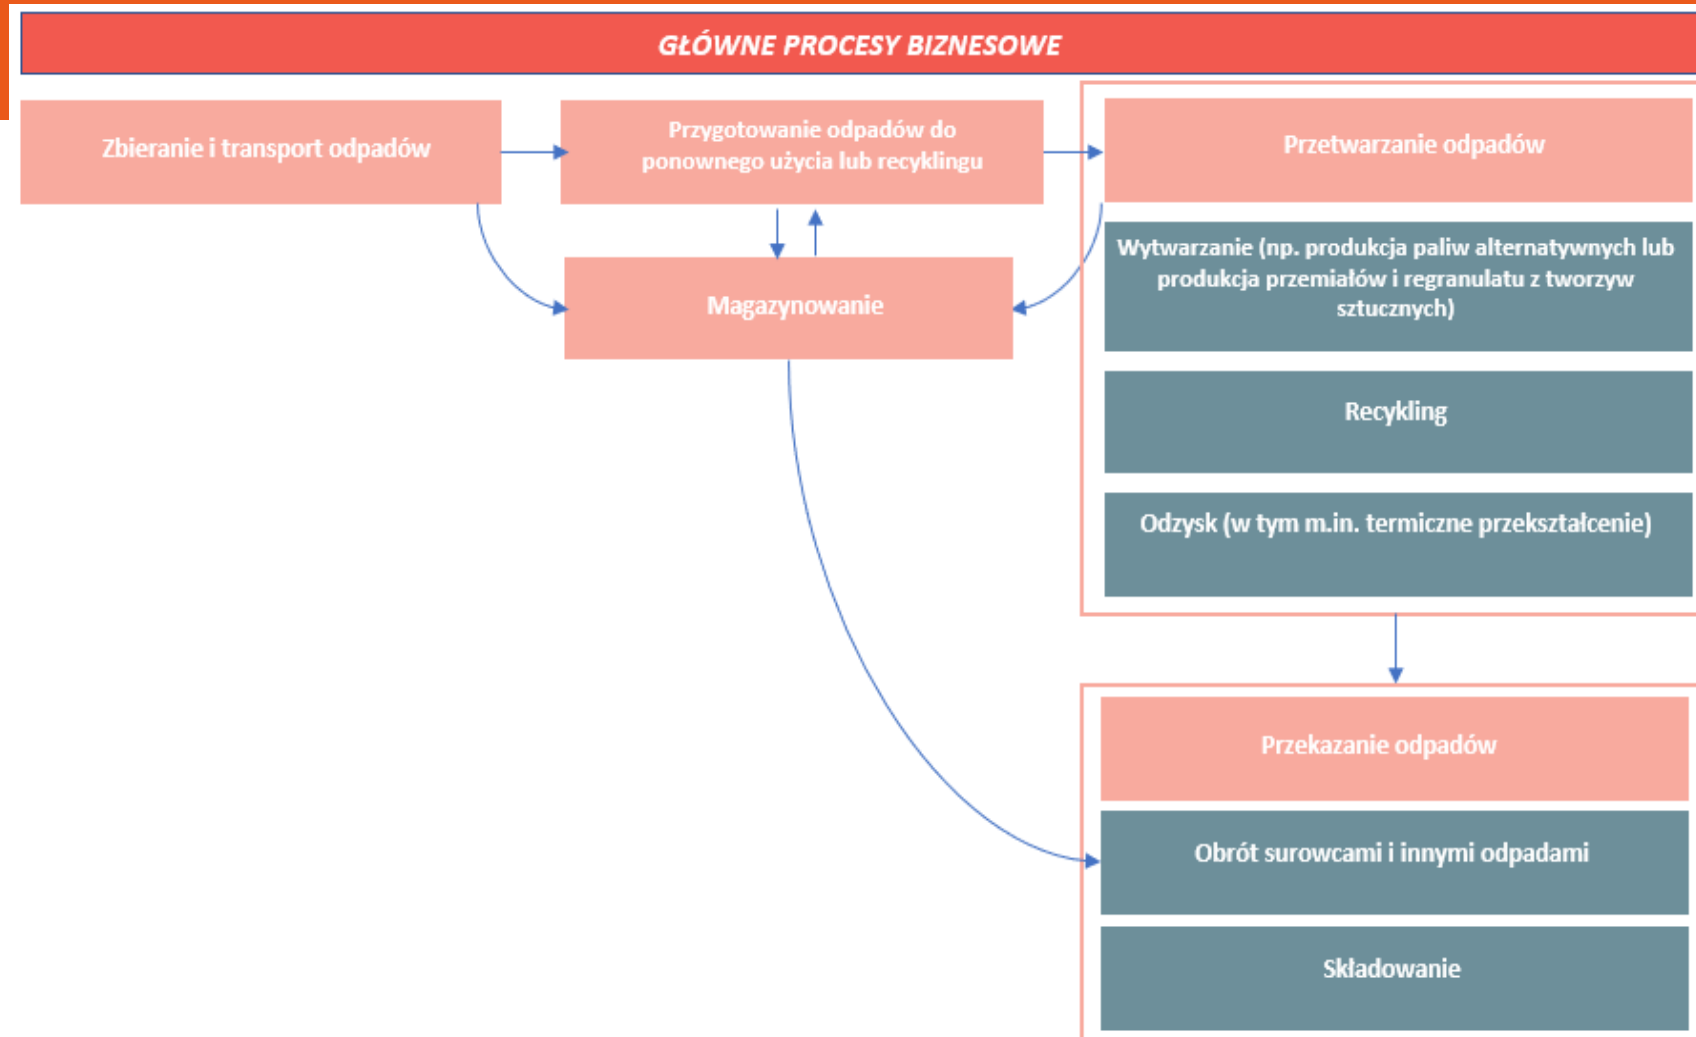 GŁÓWNE PROCESY BIZNESOWE
Zbieranie i transport odpadów
Przygotowanie odpadów do
ponownego użycia lub recyklingu
Przetwarzanie odpadów
Wytwarzanie (np. produkcja paliw alternatywnych lub
produkcja przemiałów i regranulatu z tworzyw
sztucznych)
Magazynowanie
Recykling
Odzysk (w tym m.in. termiczne przekształcenie)
Przekazanie odpadów
Obrót surowcami i innymi odpadami
Składowanie